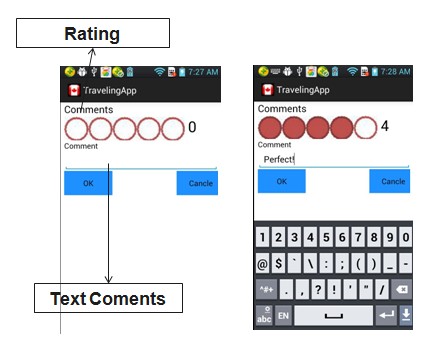 Rating
7:27 AM
TravelingApp
Comments
0
Comment
OK Cancle
Text Coments
7:28 AM
TravelingApp
Comments
4
Comment
Perfect!
OK Cancle
1 2 3 4 5 6 7 8 9 0
@ $ ` \ : ; ( ) _ -
^#+ . , ? ! ' " /
abc EN